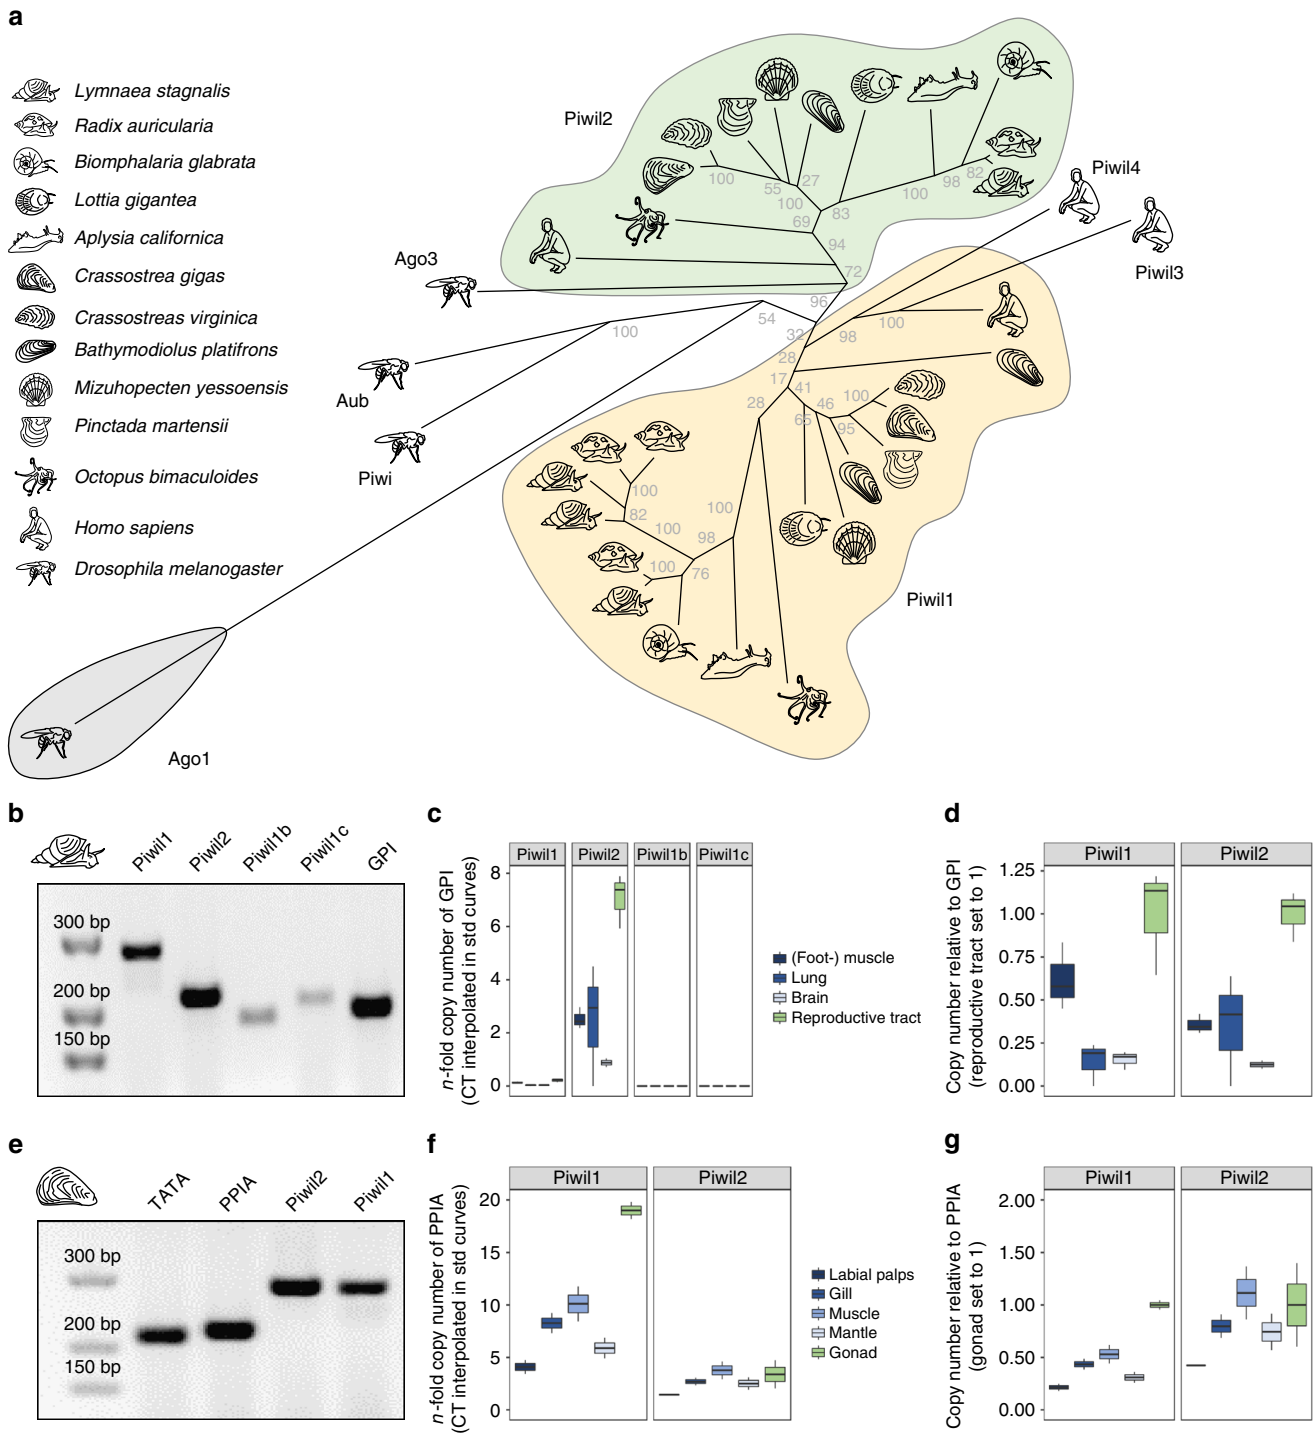 a
Lymnaea stagnalis
Radix auricularia
Biomphalaria glabrata
Lottia gigantea
Aplysia californica
Crassostrea gigas
Crassostreas virginica
Bathymodiolus platifrons
Mizuhopecten yessoensis
Pinctada martensii
Octopus bimaculoides
Homo sapiens
Drosophila melanogaster
Piwil2
Piwil4
Piwil3
Ago3
Aub
Piwi
Piwil1
Ago1
100
55
27
100
69
83
100
98
82
94
72
96
54
100
32
98
100
28
17
41
28
65
46
100
95
100
82
100
100
98
100
76
b
Piwil1
Piwil2
Piwil1b
Piwil1c
GPI
300 bp
200 bp
150 bp
c
Piwil1
Piwil2
Piwil1b
Piwil1c
n-fold copy number of GPI
(CT interpolated in std curves)
8
6
4
2
0
(Foot-) muscle
Lung
Brain
Reproductive tract
d
Piwil1
Piwil2
Copy number relative to GPI
(reproductive tract set to 1)
1.25
1.00
0.75
0.50
0.25
0.00
e
TATA
PPIA
Piwil2
Piwil1
300 bp
200 bp
150 bp
f
Piwil1
Piwil2
n-fold copy number of PPIA
(CT interpolated in std curves)
20
15
10
5
0
Labial palps
Gill
Muscle
Mantle
Gonad
g
Piwil1
Piwil2
Copy number relative to PPIA
(gonad set to 1)
2.00
1.50
1.00
0.50
0.00